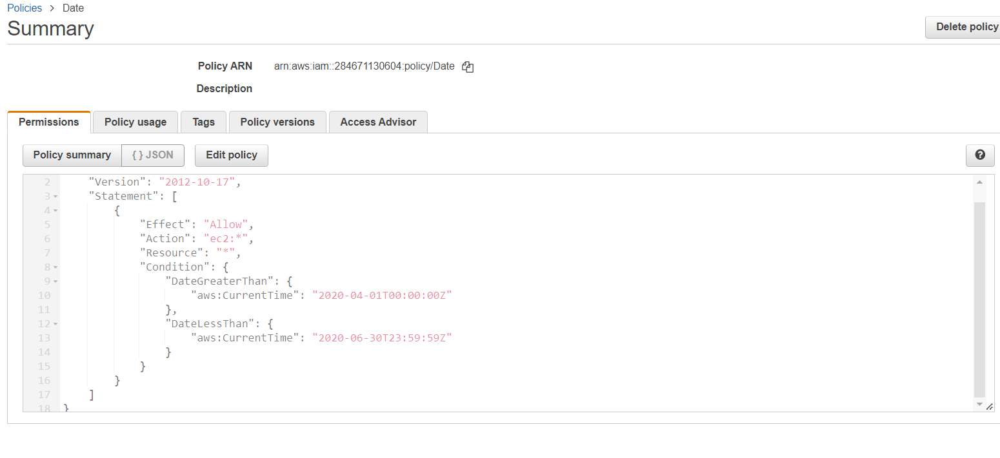 Policies > Date
Summary
Delete policy
Policy ARN arn:aws:iam::284671130604:policy/Date
Description
Permissions Policy usage Tags Policy versions Access Advisor
Policy summary { } JSON Edit policy ?
2 "Version": "2012-10-17",
3 "Statement": [
4 {
5 "Effect": "Allow",
6 "Action": "ec2:*",
7 "Resource": "*",
8 "Condition": {
9 "DateGreaterThan": {
10 "aws:CurrentTime": "2020-04-01T00:00:00Z"
11 },
12 "DateLessThan": {
13 "aws:CurrentTime": "2020-06-30T23:59:59Z"
14 }
15 }
16 }
17 ]
18 }